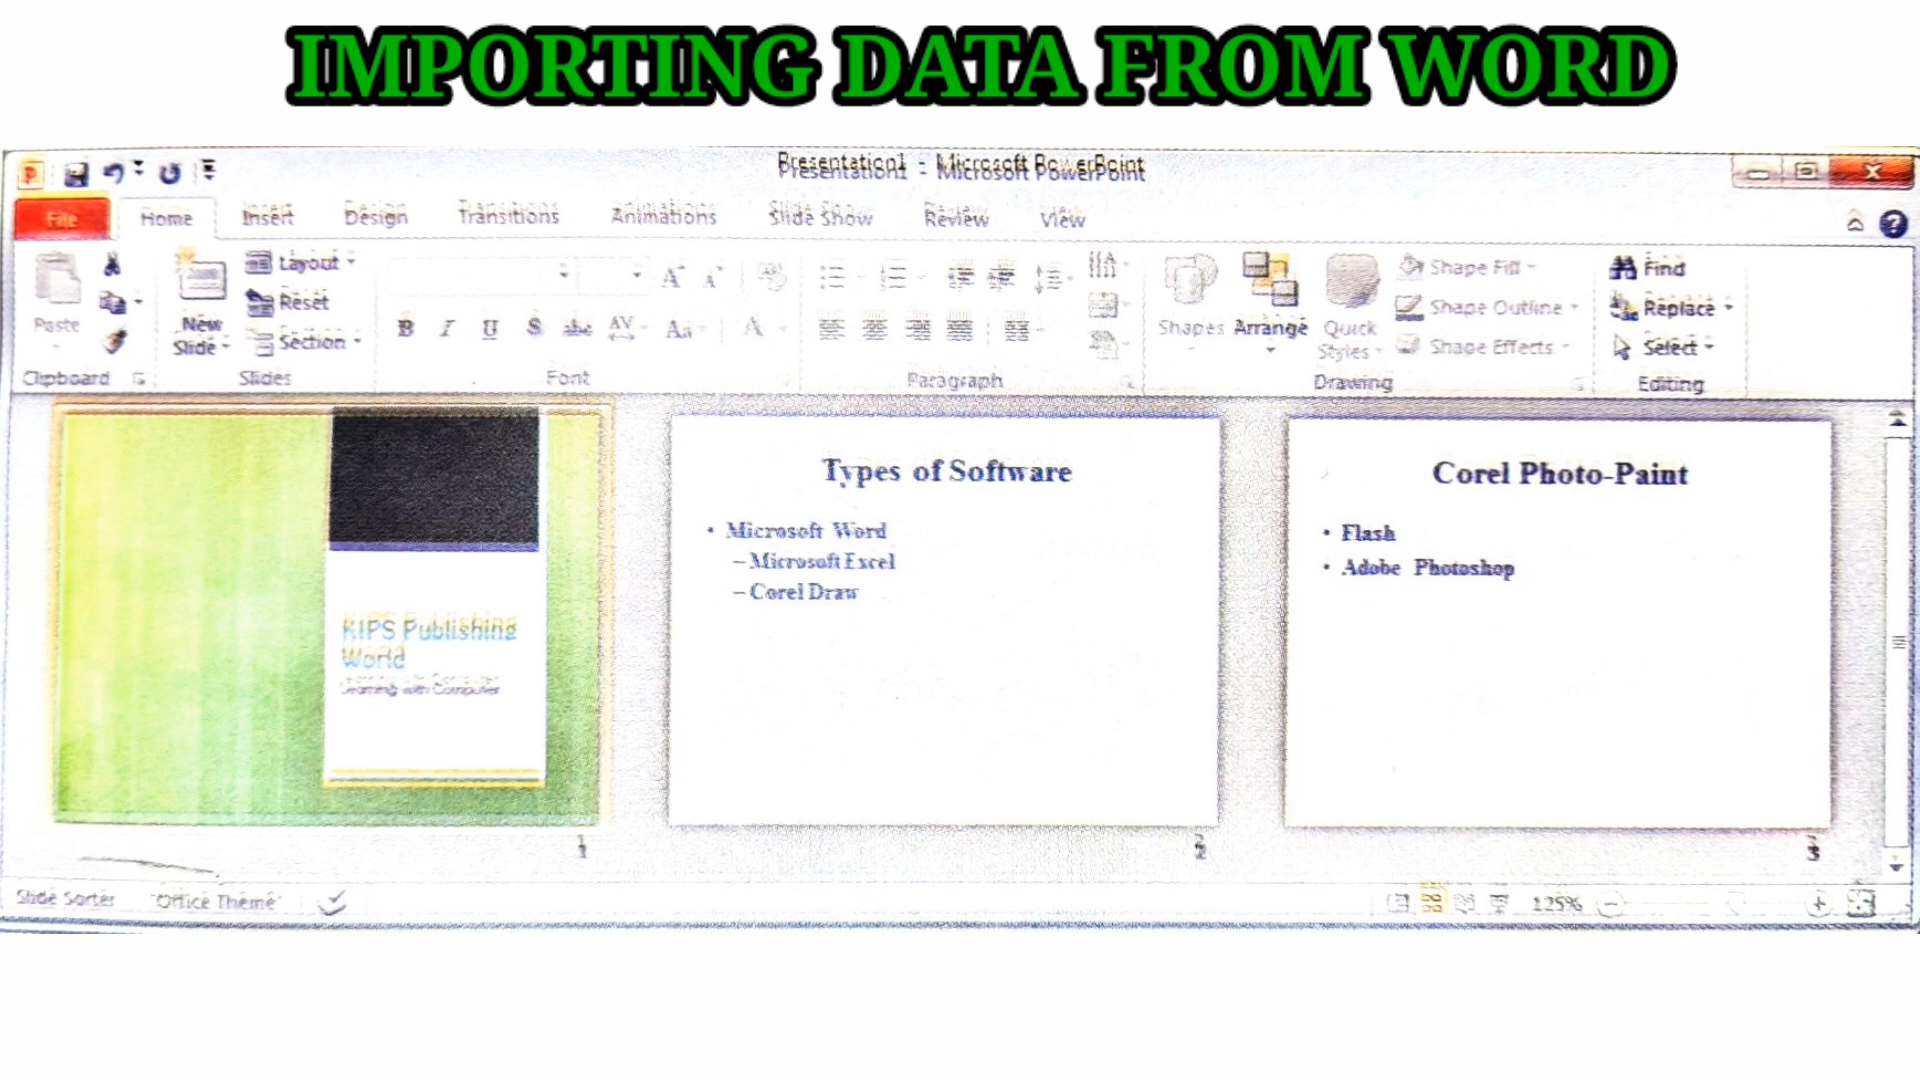 IMPORTING DATA FROM WORD
Presentation1 - Microsoft PowerPoint
File Home Insert Design Transitions Animations Slide Show Review View
Paste
New Slide
Layout
Reset
Section
Shapes Arrange Quick Styles
Shape Fill
Shape Outline
Shape Effects
Find
Replace
Select
Clipboard Slides Font Paragraph Drawing Editing
KIPS Publishing
World
Learning with Computer
1
Types of Software
• Microsoft Word
– Microsoft Excel
– Corel Draw
2
Corel Photo-Paint
• Flash
• Adobe Photoshop
3
Slide Sorter "Office Theme" 125%